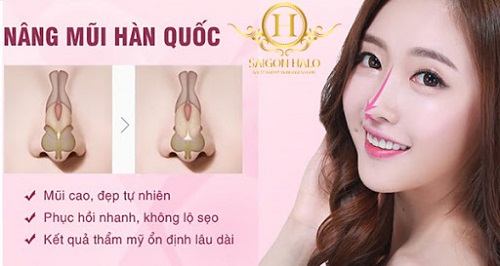 NÂNG MŨI HÀN QUỐC
H
SAIGON HALO
Mũi cao, đẹp tự nhiên
Phục hồi nhanh, không lộ sẹo
Kết quả thẩm mỹ ổn định lâu dài